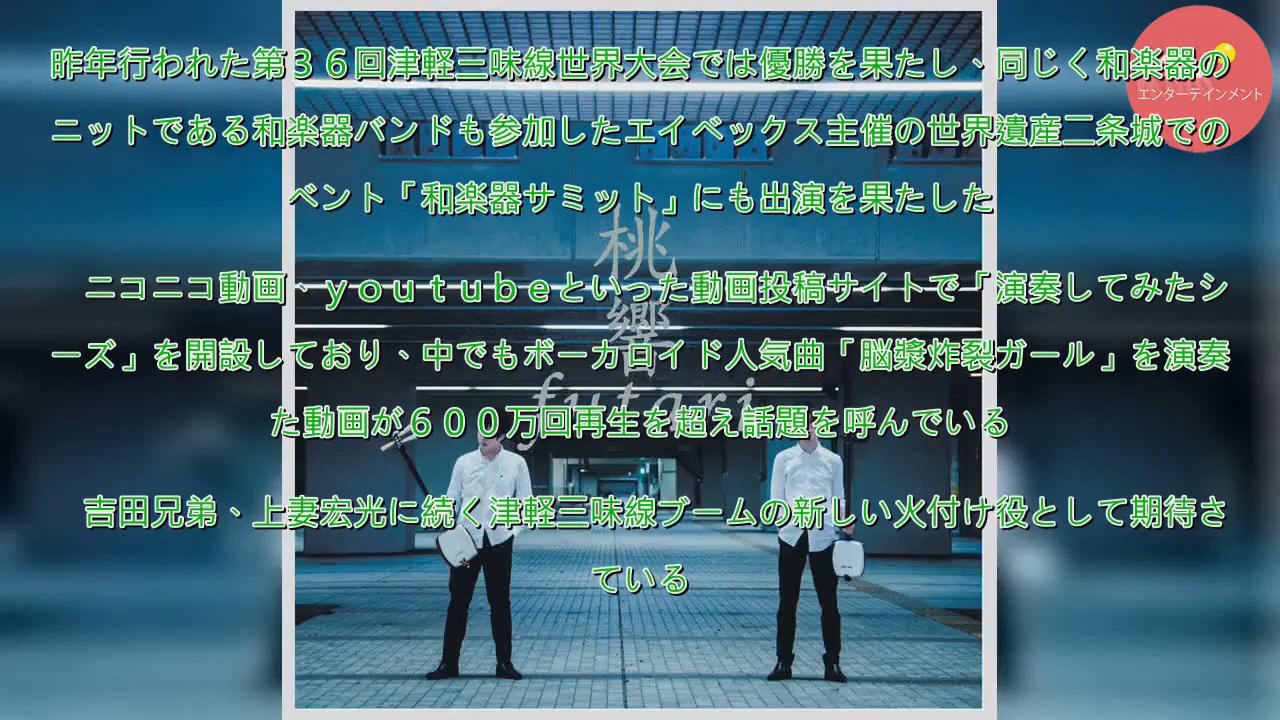 昨年行われた第３６回津軽三味線世界大会では優勝を果たし、同じく和楽器の
ニットである和楽器バンドも参加したエイベックス主催の世界遺産二条城での
ベント「和楽器サミット」にも出演を果たした
ニコニコ動画、ｙｏｕｔｕｂｅといった動画投稿サイトで「演奏してみたシ
ーズ」を開設しており、中でもボーカロイド人気曲「脳漿炸裂ガール」を演奏
た動画が６００万回再生を超え話題を呼んでいる
吉田兄弟、上妻宏光に続く津軽三味線ブームの新しい火付け役として期待さ
ている
エンターテインメント
桃
響
futari